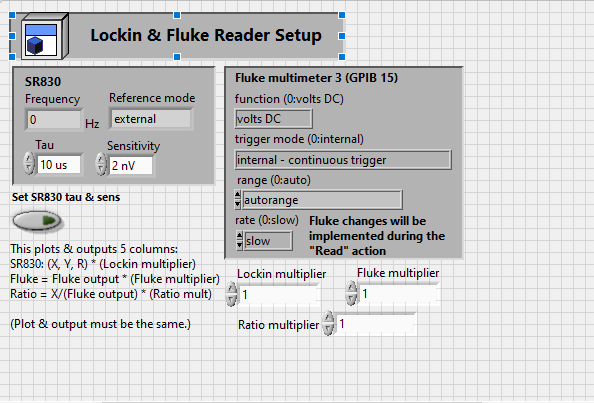 Lockin & Fluke Reader Setup
SR830
Frequency
Reference mode
0
Hz
external
Tau
Sensitivity
10 us
2 nV
Set SR830 tau & sens
Fluke multimeter 3 (GPIB 15)
function (0:volts DC)
volts DC
trigger mode (0:internal)
internal - continuous trigger
range (0:auto)
autorange
rate (0:slow)
slow
Fluke changes will be
implemented during the
"Read" action
This plots & outputs 5 columns:
SR830: (X, Y, R) * (Lockin multiplier)
Fluke = Fluke output * (Fluke multiplier)
Ratio = X/(Fluke output) * (Ratio mult)
(Plot & output must be the same.)
Lockin multiplier
1
Fluke multiplier
1
Ratio multiplier
1